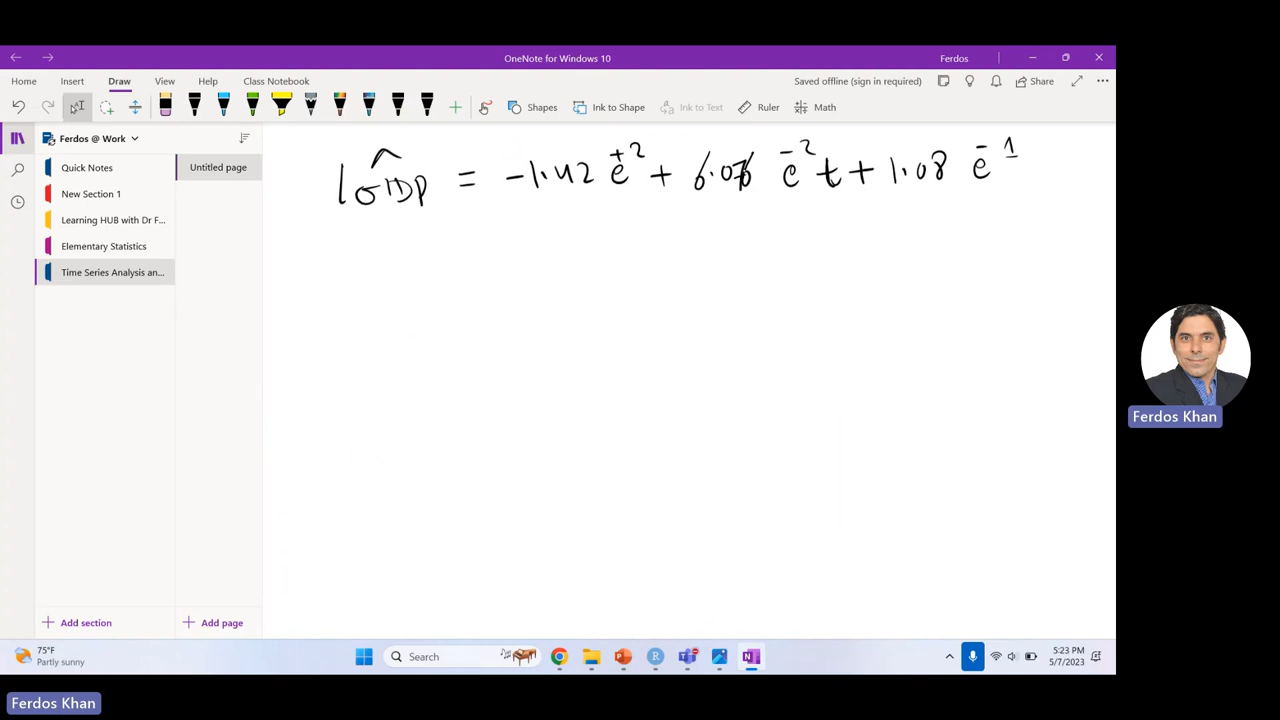 OneNote for Windows 10
Ferdos
Home Insert Draw View Help Class Notebook
Saved offline (sign in required)
Share
Shapes Ink to Shape Ink to Text Ruler Math
Ferdos @ Work
Untitled page
Quick Notes
New Section 1
Learning HUB with Dr F...
Elementary Statistics
Time Series Analysis an...
= -1.42 e+2 + 6.07 e-2 t + 1.08 e-1
Ferdos Khan
Add section
Add page
75°F
Partly sunny
Search
5:23 PM
5/7/2023
Ferdos Khan